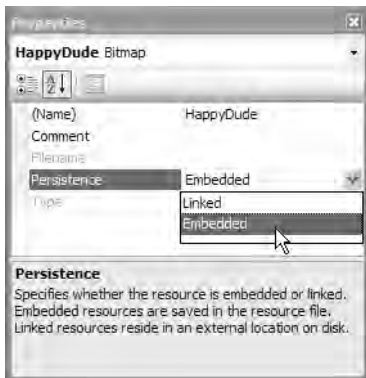 Properties
HappyDude Bitmap
(Name) HappyDude
Comment
Filename
Persistence Embedded
Type
Linked
Embedded
Persistence
Specifies whether the resource is embedded or linked.
Embedded resources are saved in the resource file.
Linked resources reside in an external location on disk.